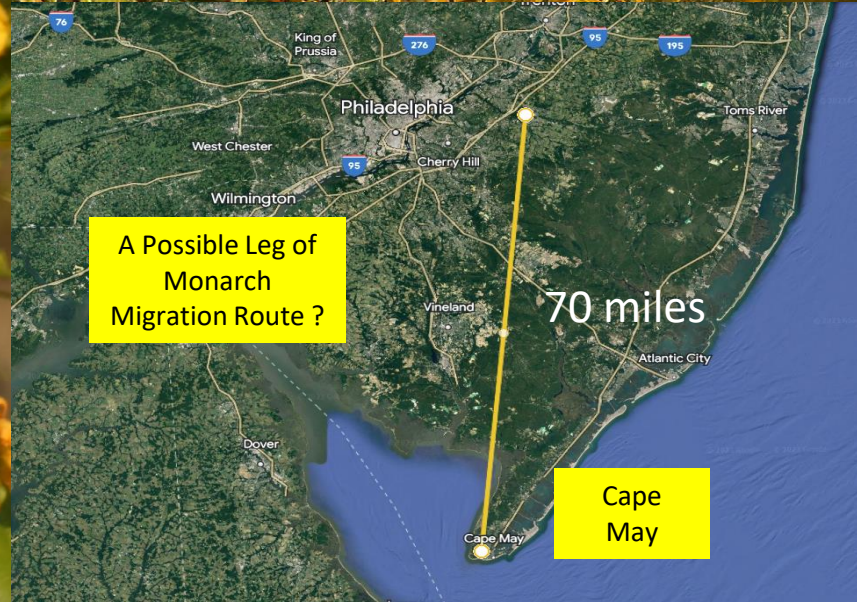 Trenton
76
95
195
King of
Prussia
276
Philadelphia
Toms River
West Chester
95
Cherry Hill
Wilmington
A Possible Leg of
Monarch
Migration Route ?
Vineland
70 miles
Atlantic City
Dover
Cape
May
Cape May